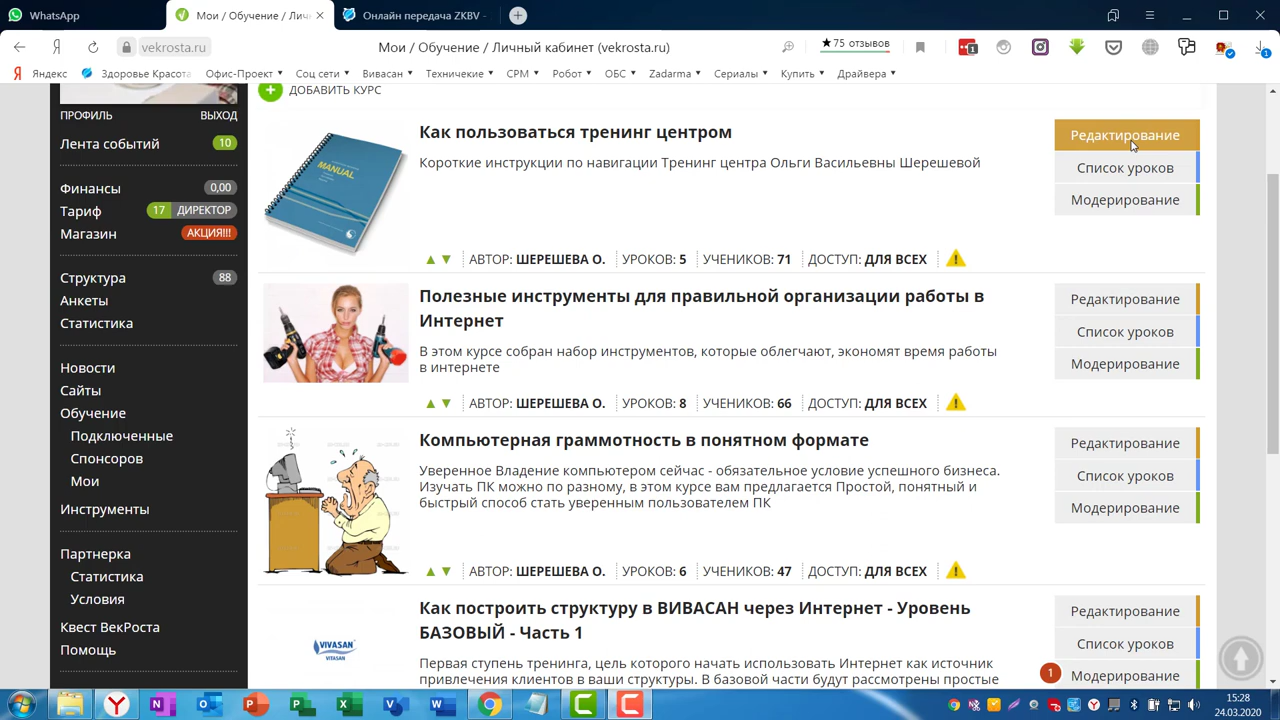 WhatsApp
Мои / Обучение / Личн
Онлайн передача ZKBV -
vekrosta.ru
Мои / Обучение / Личный кабинет (vekrosta.ru)
★75 отзывов
Яндекс
Здоровье Красота
Офис-Проект
Соц сети
Вивасан
Технические
СРМ
Робот
ОБС
Zadarma
Сериалы
Купить
Драйвера
ПРОФИЛЬ ВЫХОД
Лента событий 10
Финансы 0,00
Тариф 17 ДИРЕКТОР
Магазин АКЦИЯ!!!
Структура 88
Анкеты
Статистика
Новости
Сайты
Обучение
Подключенные
Спонсоров
Мои
Инструменты
Партнерка
Статистика
Условия
Квест ВекРоста
Помощь
ДОБАВИТЬ КУРС
MANUAL
Как пользоваться тренинг центром
Короткие инструкции по навигации Тренинг центра Ольги Васильевны Шерешевой
АВТОР: ШЕРЕШЕВА О. УРОКОВ: 5 УЧЕНИКОВ: 71 ДОСТУП: ДЛЯ ВСЕХ
Редактирование
Список уроков
Модерирование
Полезные инструменты для правильной организации работы в
Интернет
В этом курсе собран набор инструментов, которые облегчают, экономят время работы
в интернете
АВТОР: ШЕРЕШЕВА О. УРОКОВ: 8 УЧЕНИКОВ: 66 ДОСТУП: ДЛЯ ВСЕХ
Редактирование
Список уроков
Модерирование
Компьютерная граммотность в понятном формате
Уверенное Владение компьютером сейчас - обязательное условие успешного бизнеса.
Изучать ПК можно по разному, в этом курсе вам предлагается Простой, понятный и
быстрый способ стать уверенным пользователем ПК
АВТОР: ШЕРЕШЕВА О. УРОКОВ: 6 УЧЕНИКОВ: 47 ДОСТУП: ДЛЯ ВСЕХ
Редактирование
Список уроков
Модерирование
VIVASAN
VITASAN
Как построить структуру в ВИВАСАН через Интернет - Уровень
БАЗОВЫЙ - Часть 1
Первая ступень тренинга, цель которого начать использовать Интернет как источник
привлечения клиентов в ваши структуры. В базовой части будут рассмотрены простые
Редактирование
Список уроков
Модерирование
1
15:28
24.03.2020